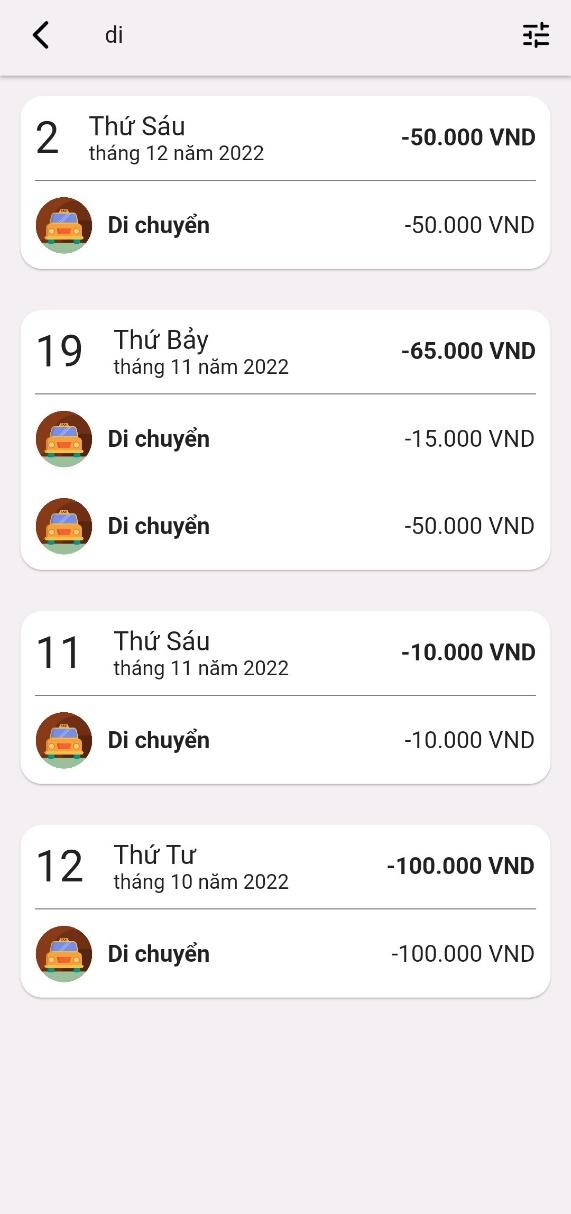 di
2
Thứ Sáu
tháng 12 năm 2022
-50.000 VND
Di chuyển
-50.000 VND
19
Thứ Bảy
tháng 11 năm 2022
-65.000 VND
Di chuyển
-15.000 VND
Di chuyển
-50.000 VND
11
Thứ Sáu
tháng 11 năm 2022
-10.000 VND
Di chuyển
-10.000 VND
12
Thứ Tư
tháng 10 năm 2022
-100.000 VND
Di chuyển
-100.000 VND